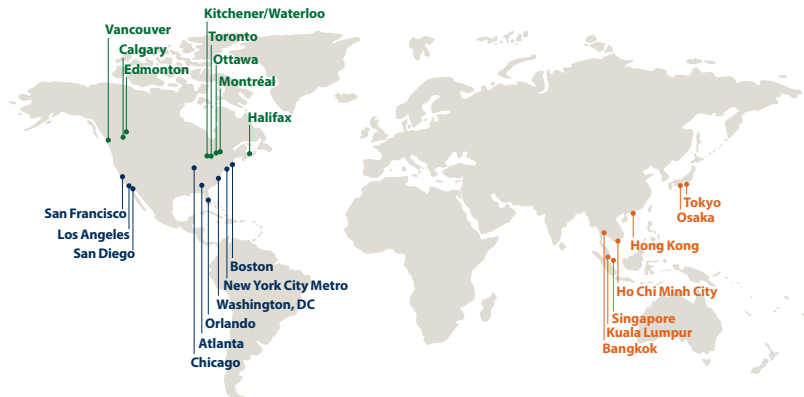 Kitchener/Waterloo
Vancouver
Toronto
Calgary
Ottawa
Edmonton
Montréal
Halifax
San Francisco
Los Angeles
San Diego
Boston
New York City Metro
Washington, DC
Orlando
Atlanta
Chicago
Tokyo
Osaka
Hong Kong
Ho Chi Minh City
Singapore
Kuala Lumpur
Bangkok